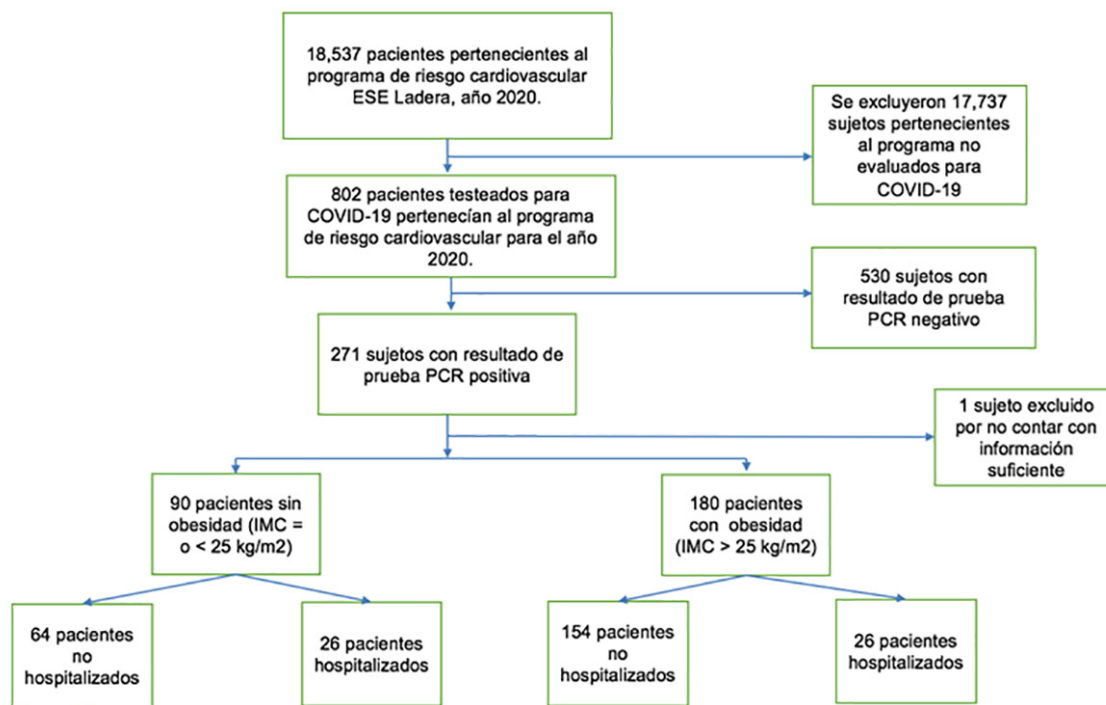 18,537 pacientes pertenecientes al
programa de riesgo cardiovascular
ESE Ladera, año 2020.
Se excluyeron 17,737
sujetos pertenecientes
al programa no
evaluados para
COVID-19
802 pacientes testeados para
COVID-19 pertenecían al programa
de riesgo cardiovascular para el año
2020.
530 sujetos con
resultado de prueba
PCR negativo
271 sujetos con resultado de
prueba PCR positiva
1 sujeto excluido
por no contar con
información
suficiente
90 pacientes sin
obesidad (IMC =
o < 25 kg/m2)
180 pacientes
con obesidad
(IMC > 25 kg/m2)
64 pacientes
no
hospitalizados
26 pacientes
hospitalizados
154 pacientes
no
hospitalizados
26 pacientes
hospitalizados